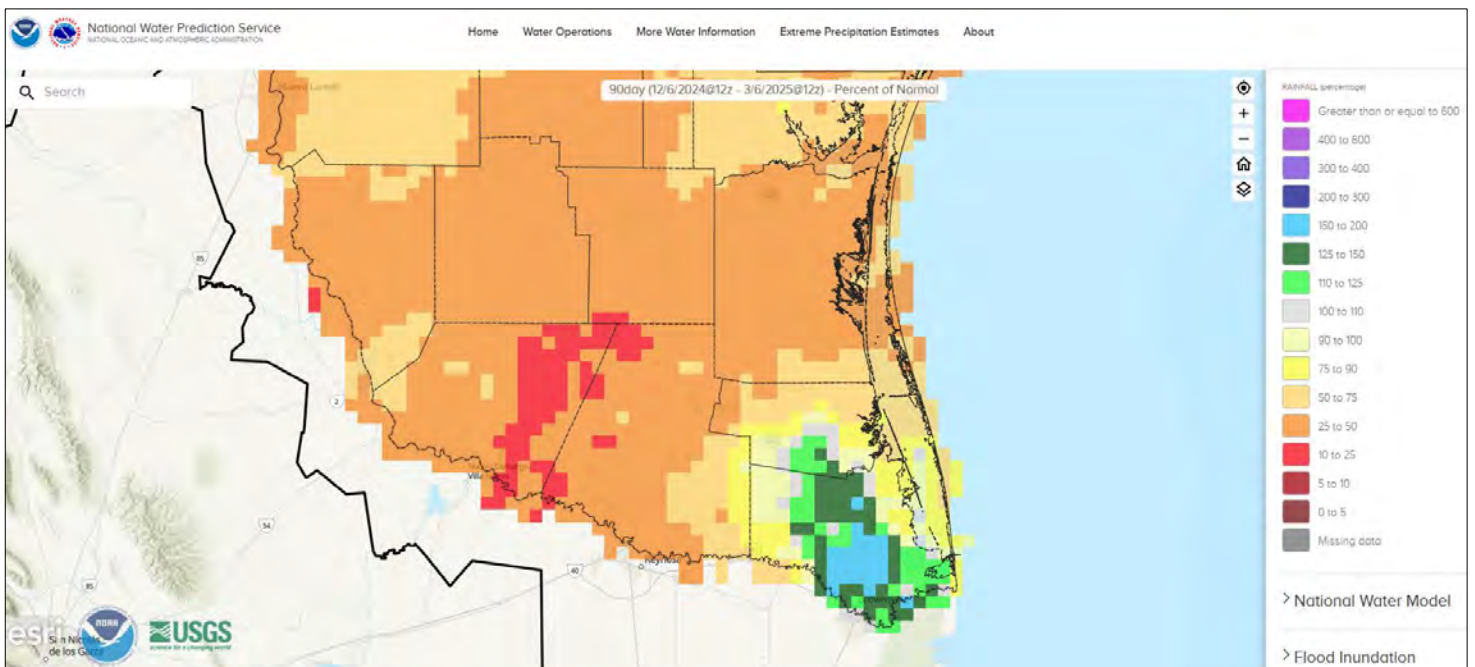 National Water Prediction Service
NATIONAL OCEANIC AND ATMOSPHERIC ADMINISTRATION
Home
Water Operations
More Water Information
Extreme Precipitation Estimates
About
Search
90day (12/6/2024@12z - 3/6/2025@12z) - Percent of Normal
+
−
RAINFALL (percentage)
Greater than or equal to 600
400 to 600
300 to 400
200 to 300
150 to 200
125 to 150
110 to 125
100 to 110
90 to 100
75 to 90
50 to 75
25 to 50
10 to 25
5 to 10
0 to 5
Missing data
> National Water Model
> Flood Inundation
85
2
54
40
85
Reynosa
esri
San Nicolás
de los Garza
NOAA
USGS
science for a changing world